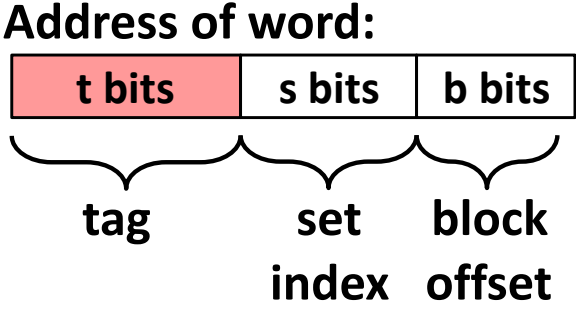 Address of word:
t bits s bits b bits
tag set block
index offset